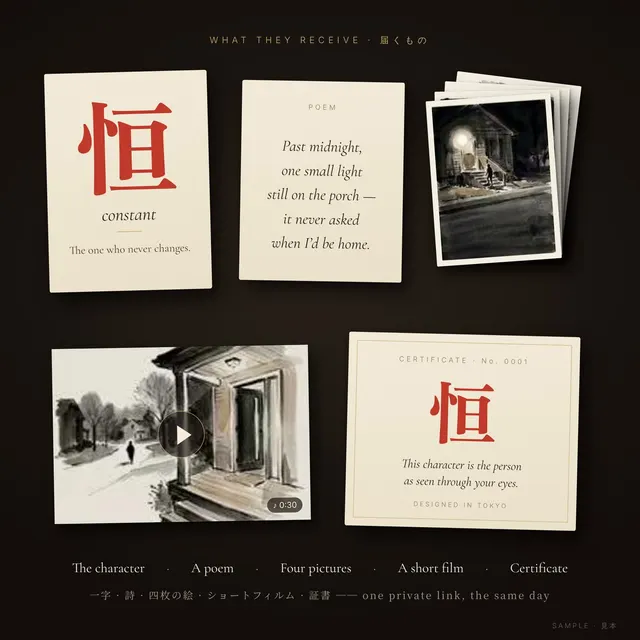 WHAT THEY RECEIVE · 届くもの
恒
constant
The one who never changes.
POEM
Past midnight,
one small light
still on the porch —
it never asked
when I'd be home.
♪ 0:30
CERTIFICATE · No. 0001
恒
This character is the person
as seen through your eyes.
DESIGNED IN TOKYO
The character · A poem · Four pictures · A short film · Certificate
一字 · 詩 · 四枚の絵 · ショートフィルム · 証書 —— one private link, the same day
SAMPLE · 見本